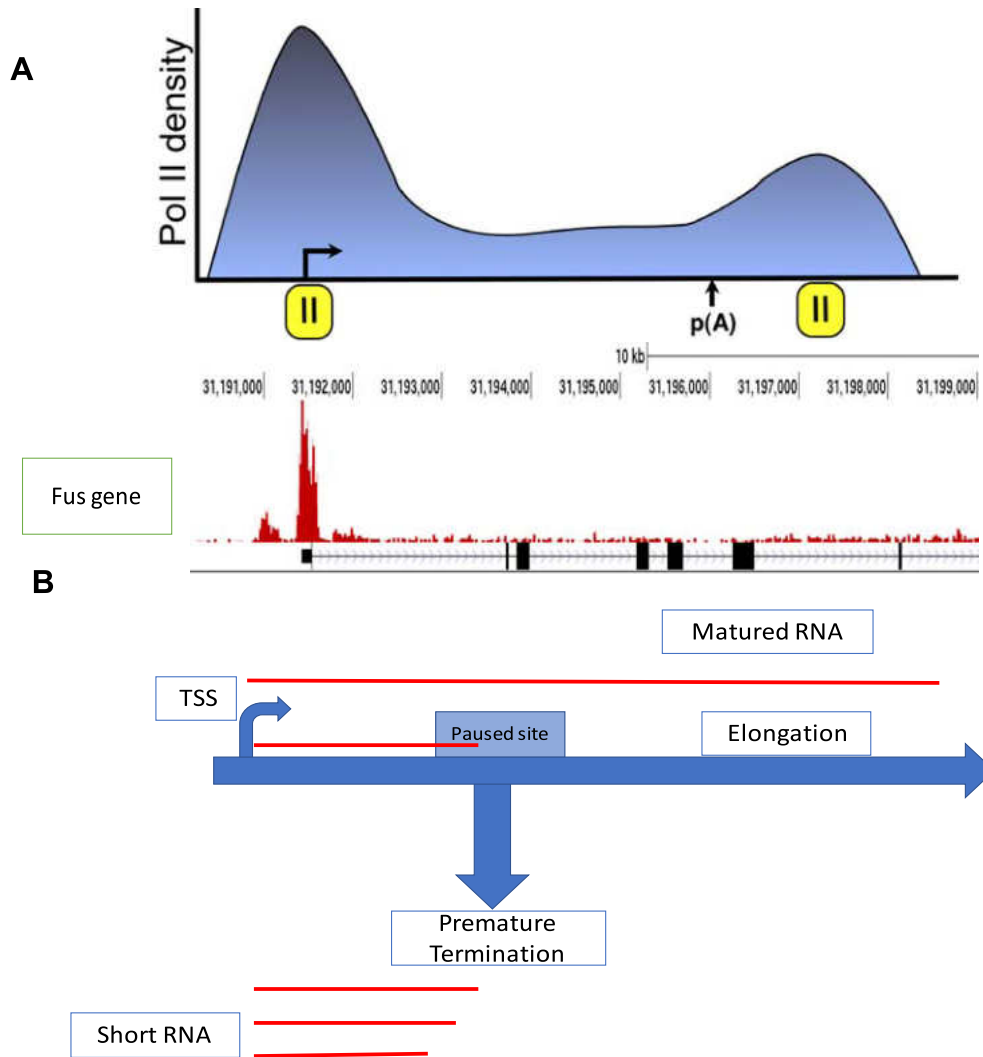 A
Pol II density
II
II
p(A)
10 kb
31,191,000 31,192,000 31,193,000 31,194,000 31,195,000 31,196,000 31,197,000 31,198,000 31,199,000
Fus gene
B
Matured RNA
TSS
Paused site
Elongation
Premature
Termination
Short RNA